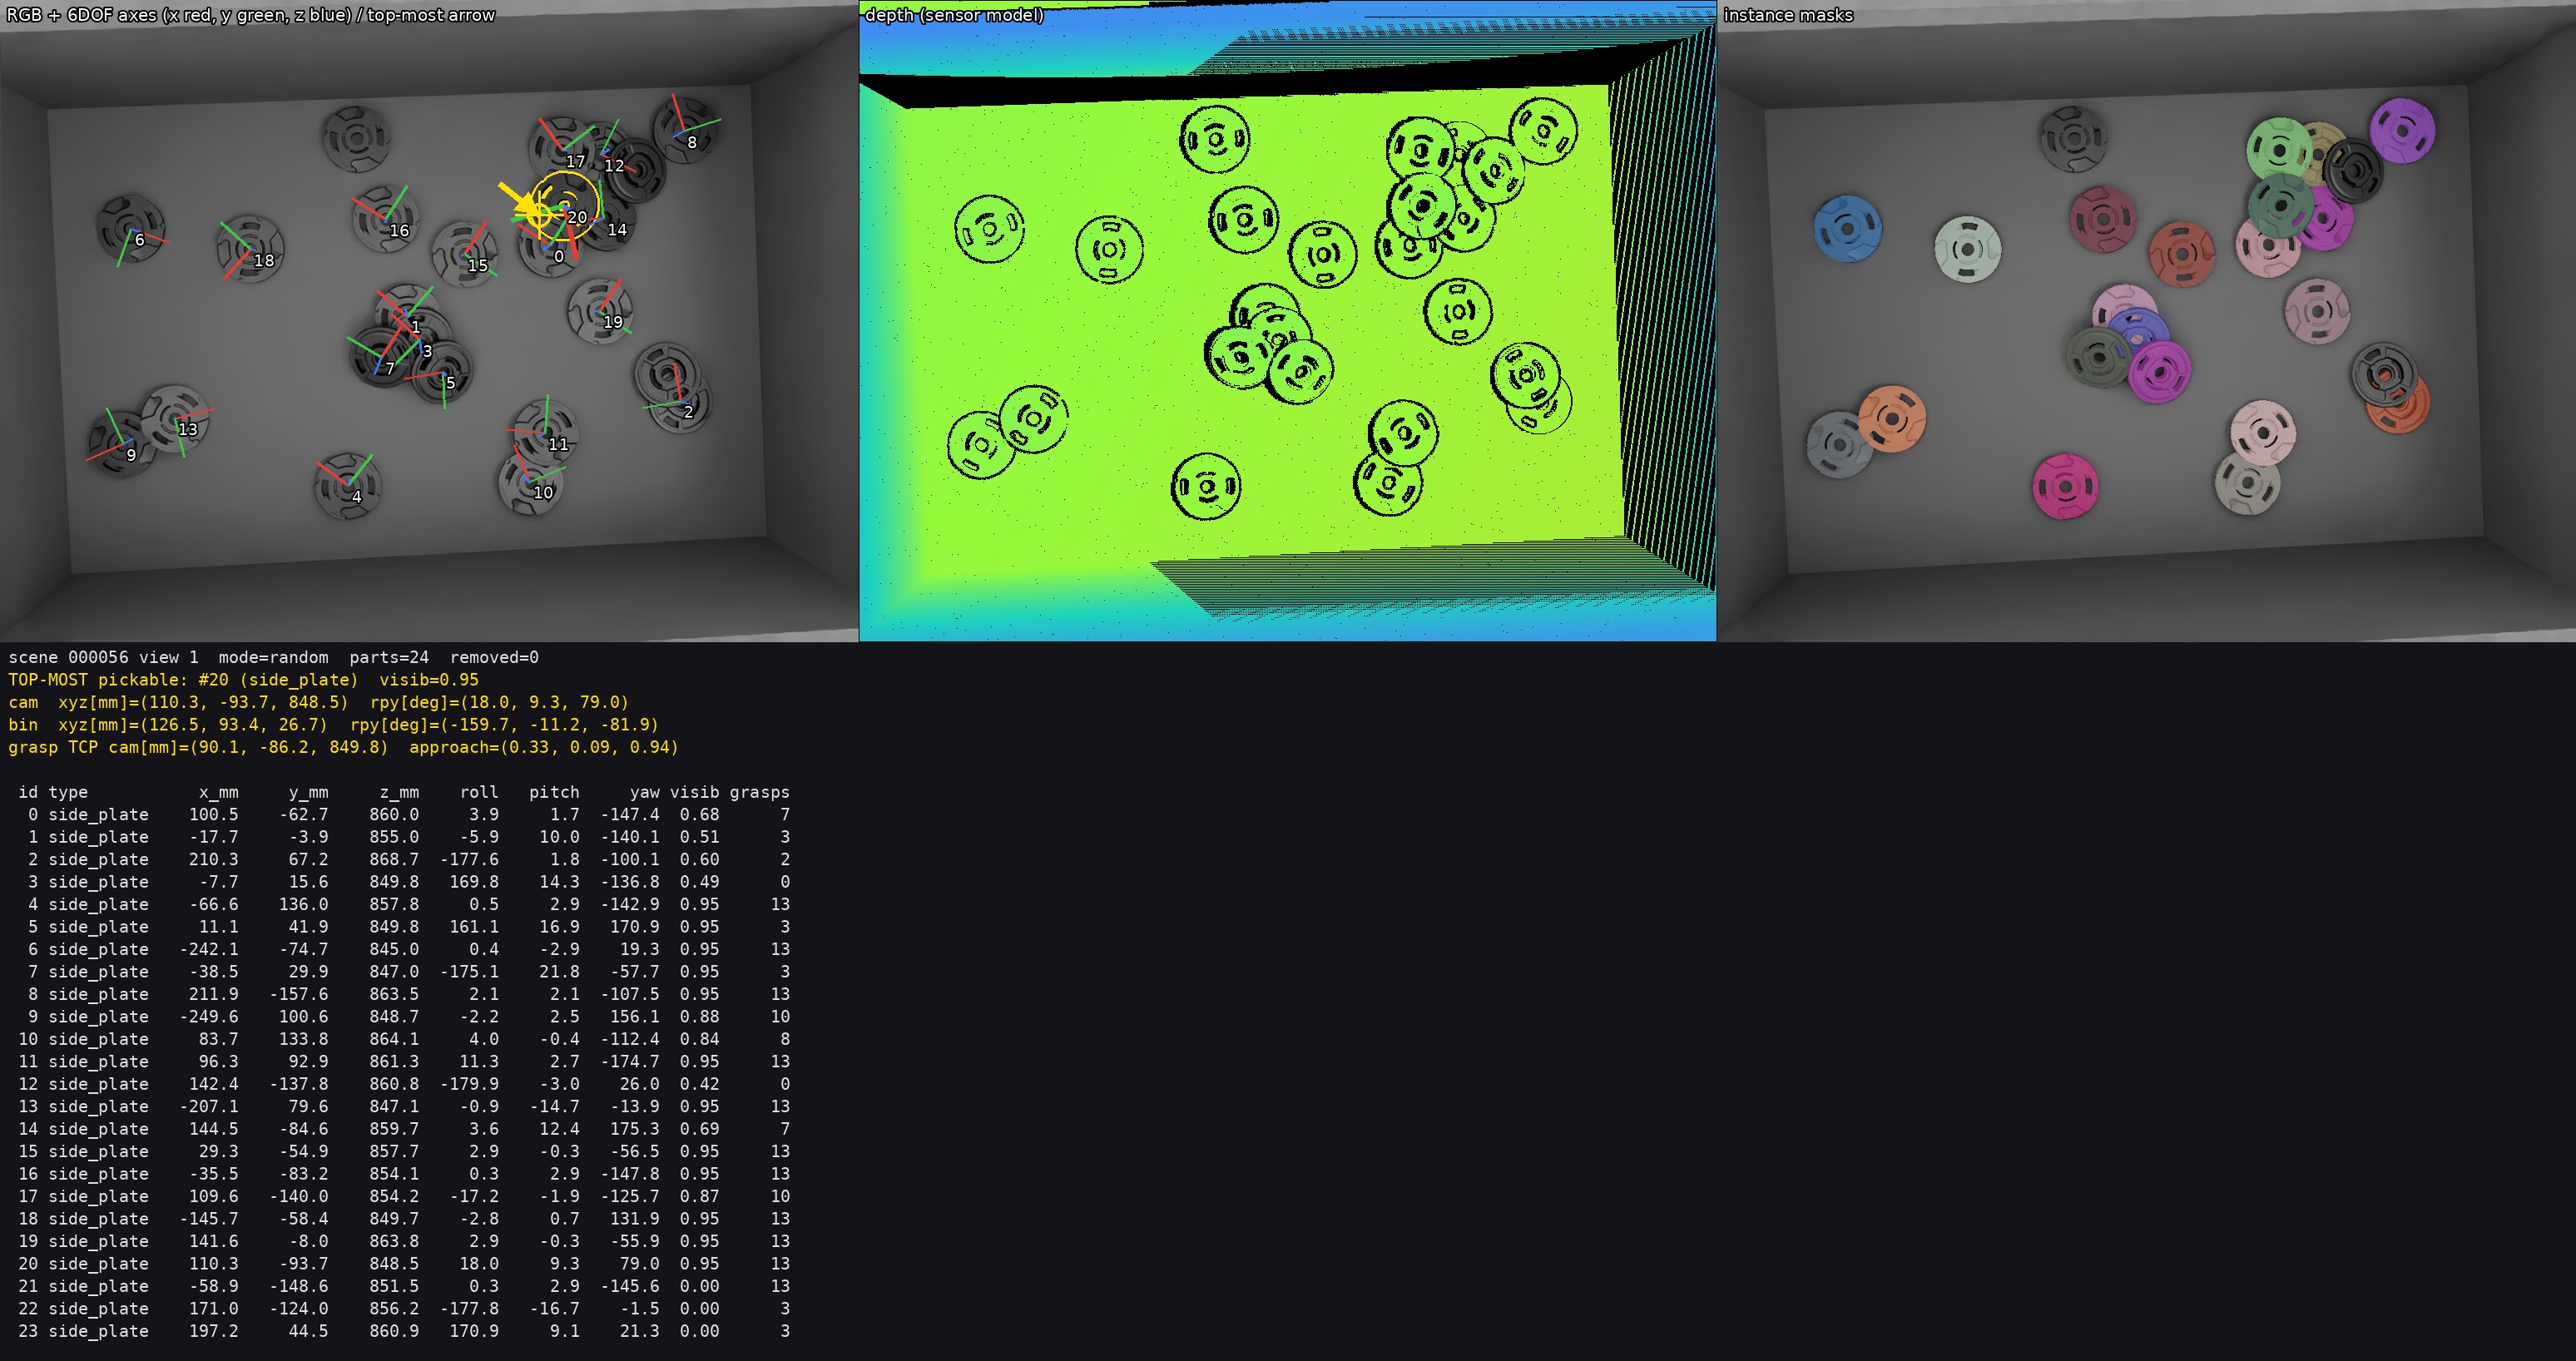 RGB + 6DOF axes (x red, y green, z blue) / top-most arrow
depth (sensor model)
instance masks
8
17
12
6
16
20
14
18
15
0
19
1
3
7
5
2
13
9
11
4
10
scene 000056 view 1  mode=random  parts=24  removed=0
TOP-MOST pickable: #20 (side_plate)  visib=0.95
cam  xyz[mm]=(110.3, -93.7, 848.5)  rpy[deg]=(18.0, 9.3, 79.0)
bin  xyz[mm]=(126.5, 93.4, 26.7)  rpy[deg]=(-159.7, -11.2, -81.9)
grasp TCP cam[mm]=(90.1, -86.2, 849.8)  approach=(0.33, 0.09, 0.94)
id type x_mm y_mm z_mm roll pitch yaw visib grasps
0 side_plate 100.5 -62.7 860.0 3.9 1.7 -147.4 0.68 7
1 side_plate -17.7 -3.9 855.0 -5.9 10.0 -140.1 0.51 3
2 side_plate 210.3 67.2 868.7 -177.6 1.8 -100.1 0.60 2
3 side_plate -7.7 15.6 849.8 169.8 14.3 -136.8 0.49 0
4 side_plate -66.6 136.0 857.8 0.5 2.9 -142.9 0.95 13
5 side_plate 11.1 41.9 849.8 161.1 16.9 170.9 0.95 3
6 side_plate -242.1 -74.7 845.0 0.4 -2.9 19.3 0.95 13
7 side_plate -38.5 29.9 847.0 -175.1 21.8 -57.7 0.95 3
8 side_plate 211.9 -157.6 863.5 2.1 2.1 -107.5 0.95 13
9 side_plate -249.6 100.6 848.7 -2.2 2.5 156.1 0.88 10
10 side_plate 83.7 133.8 864.1 4.0 -0.4 -112.4 0.84 8
11 side_plate 96.3 92.9 861.3 11.3 2.7 -174.7 0.95 13
12 side_plate 142.4 -137.8 860.8 -179.9 -3.0 26.0 0.42 0
13 side_plate -207.1 79.6 847.1 -0.9 -14.7 -13.9 0.95 13
14 side_plate 144.5 -84.6 859.7 3.6 12.4 175.3 0.69 7
15 side_plate 29.3 -54.9 857.7 2.9 -0.3 -56.5 0.95 13
16 side_plate -35.5 -83.2 854.1 0.3 2.9 -147.8 0.95 13
17 side_plate 109.6 -140.0 854.2 -17.2 -1.9 -125.7 0.87 10
18 side_plate -145.7 -58.4 849.7 -2.8 0.7 131.9 0.95 13
19 side_plate 141.6 -8.0 863.8 2.9 -0.3 -55.9 0.95 13
20 side_plate 110.3 -93.7 848.5 18.0 9.3 79.0 0.95 13
21 side_plate -58.9 -148.6 851.5 0.3 2.9 -145.6 0.00 13
22 side_plate 171.0 -124.0 856.2 -177.8 -16.7 -1.5 0.00 3
23 side_plate 197.2 44.5 860.9 170.9 9.1 21.3 0.00 3